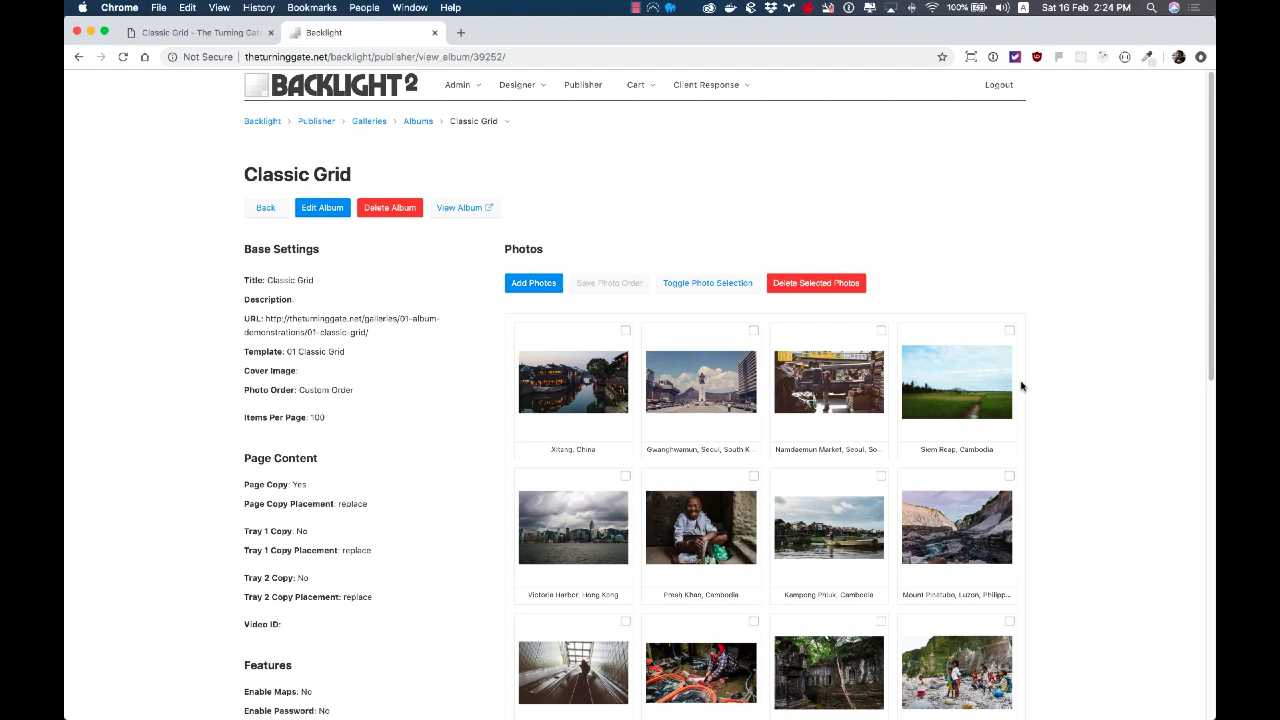 Chrome File Edit View History Bookmarks People Window Help 100% A Sat 16 Feb 2:24 PM
Classic Grid - The Turning Gate
Backlight
Not Secure theturninggate.net/backlight/publisher/view_album/39252/
BACKLIGHT 2
Admin Designer Publisher Cart Client Response Logout
Backlight > Publisher > Galleries > Albums > Classic Grid
Classic Grid
Back Edit Album Delete Album View Album
Base Settings
Title: Classic Grid
Description:
URL: http://theturninggate.net/galleries/01-album-
demonstrations/01-classic-grid/
Template: 01 Classic Grid
Cover Image:
Photo Order: Custom Order
Items Per Page: 100
Page Content
Page Copy: Yes
Page Copy Placement: replace
Tray 1 Copy: No
Tray 1 Copy Placement: replace
Tray 2 Copy: No
Tray 2 Copy Placement: replace
Video ID:
Features
Enable Maps: No
Enable Password: No
Photos
Add Photos Save Photo Order Toggle Photo Selection Delete Selected Photos
Xitang, China
Gwanghwamun, Seoul, South K...
Namdaemun Market, Seoul, So...
Siem Reap, Cambodia
Victoria Harbor, Hong Kong
Preah Khan, Cambodia
Kampong Phluk, Cambodia
Mount Pinatubo, Luzon, Philipp...